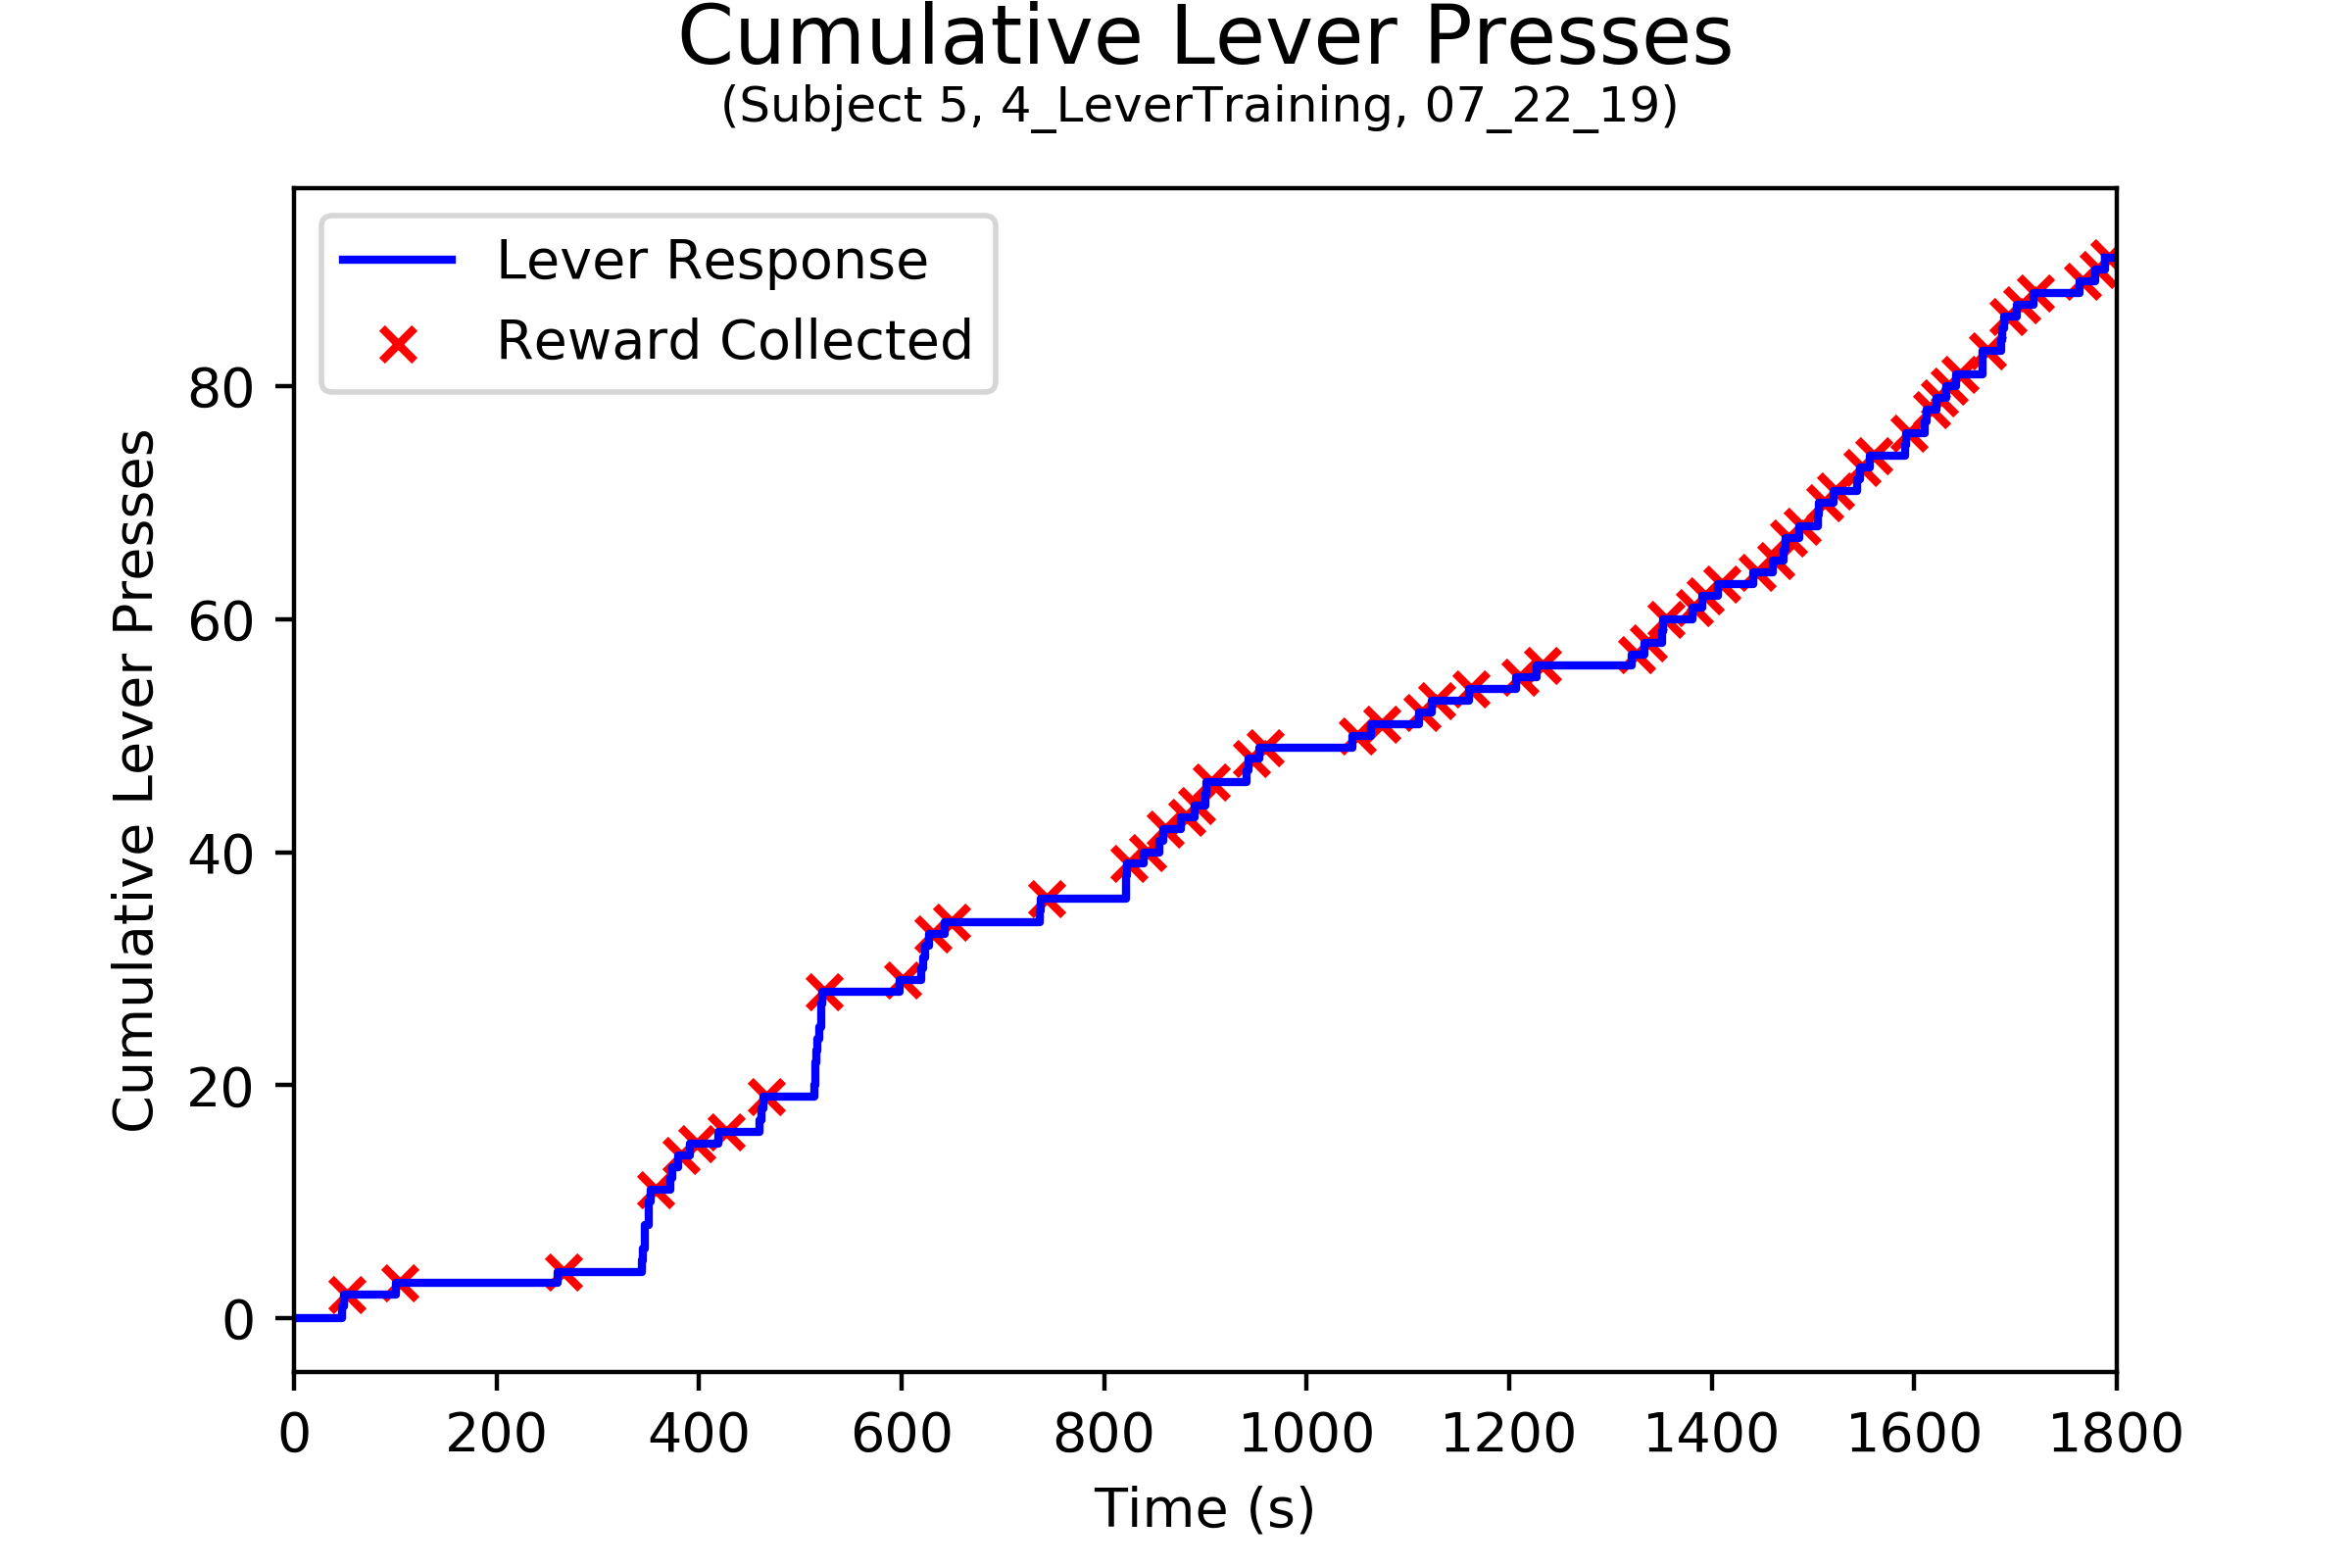 Cumulative Lever Presses
(Subject 5, 4_LeverTraining, 07_22_19)
Lever Response
Reward Collected
Cumulative Lever Presses
80
60
40
20
0
0 200 400 600 800 1000 1200 1400 1600 1800
Time (s)